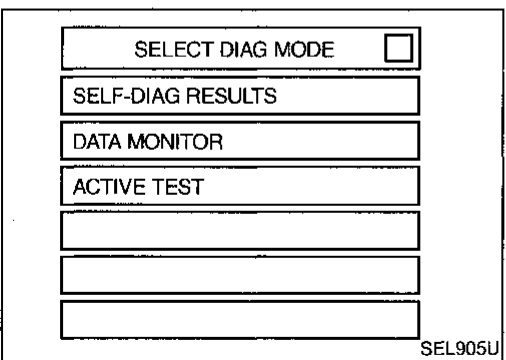 SELECT DIAG MODE
SELF-DIAG RESULTS
DATA MONITOR
ACTIVE TEST
SEL905U